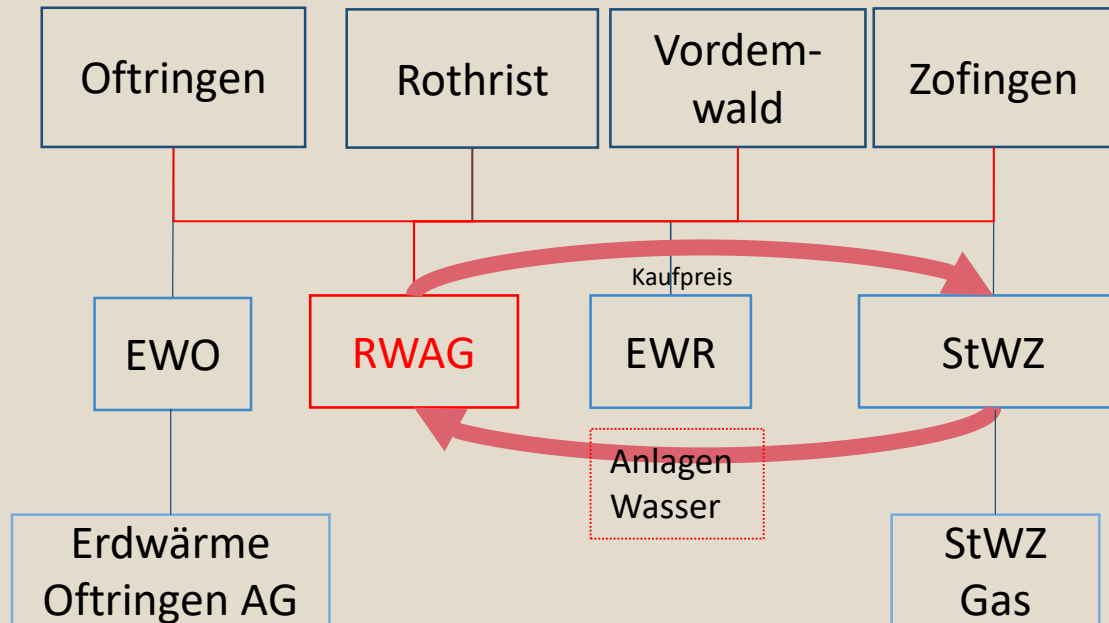 Oftringen
Rothrist
Vordem-
wald
Zofingen
Kaufpreis
EWO
RWAG
EWR
StWZ
Anlagen
Wasser
Erdwärme
Oftringen AG
StWZ
Gas